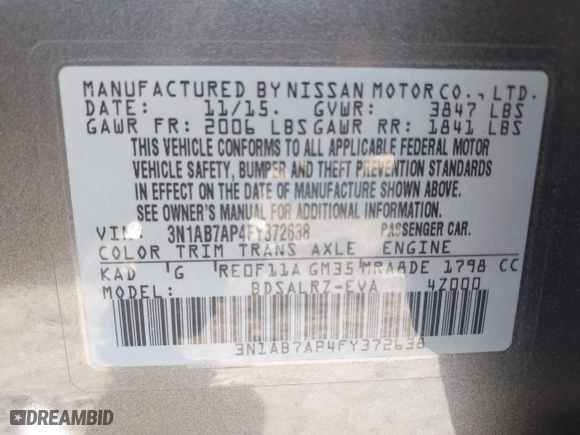 MANUFACTURED BY NISSAN MOTOR CO., LTD.
DATE: 11/15. GVWR: 3847 LBS
GAWR FR: 2006 LBS GAWR RR: 1841 LBS
THIS VEHICLE CONFORMS TO ALL APPLICABLE FEDERAL MOTOR
VEHICLE SAFETY, BUMPER AND THEFT PREVENTION STANDARDS
IN EFFECT ON THE DATE OF MANUFACTURE SHOWN ABOVE.
SEE OWNER'S MANUAL FOR ADDITIONAL INFORMATION.
VIN: 3N1AB7AP4FY372638 PASSENGER CAR.
COLOR TRIM TRANS AXLE ENGINE
KAD G RE0F11A GM35 MRA8DE 1798 CC
MODEL: BDSALRZ-EVA 4Z000
3N1AB7AP4FY372638
DREAMBID